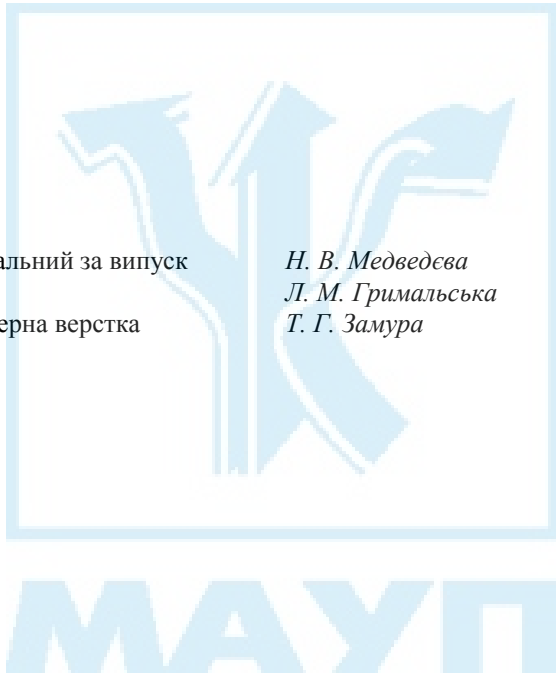 альний за випуск Н. В. Медведєва
Л. М. Гримальська
ерна верстка Т. Г. Замура
МАУП